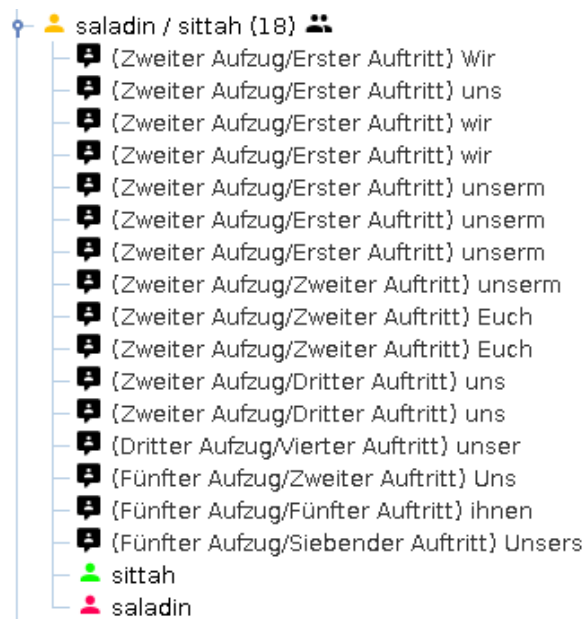 saladin / sittah (18)
(Zweiter Aufzug/Erster Auftritt) Wir
(Zweiter Aufzug/Erster Auftritt) uns
(Zweiter Aufzug/Erster Auftritt) wir
(Zweiter Aufzug/Erster Auftritt) wir
(Zweiter Aufzug/Erster Auftritt) unserm
(Zweiter Aufzug/Erster Auftritt) unserm
(Zweiter Aufzug/Erster Auftritt) unserm
(Zweiter Aufzug/Zweiter Auftritt) unserm
(Zweiter Aufzug/Zweiter Auftritt) Euch
(Zweiter Aufzug/Zweiter Auftritt) Euch
(Zweiter Aufzug/Dritter Auftritt) uns
(Zweiter Aufzug/Dritter Auftritt) uns
(Dritter Aufzug/Vierter Auftritt) unser
(Fünfter Aufzug/Zweiter Auftritt) Uns
(Fünfter Aufzug/Fünfter Auftritt) ihnen
(Fünfter Aufzug/Siebender Auftritt) Unsers
sittah
saladin